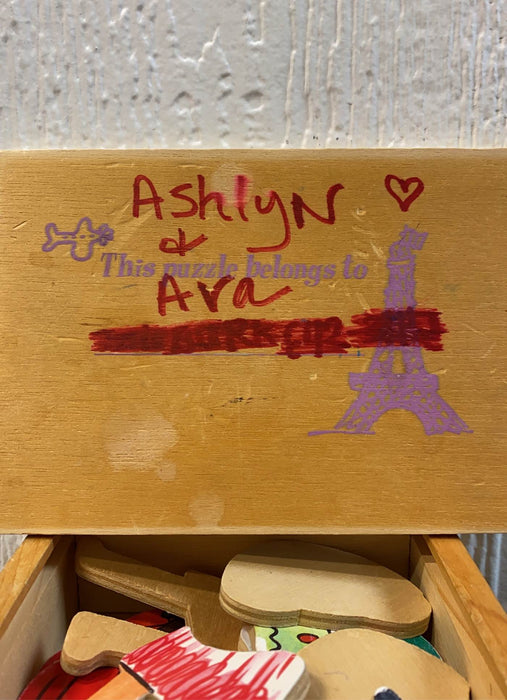 Ashlyn
&
This puzzle belongs to
Ava